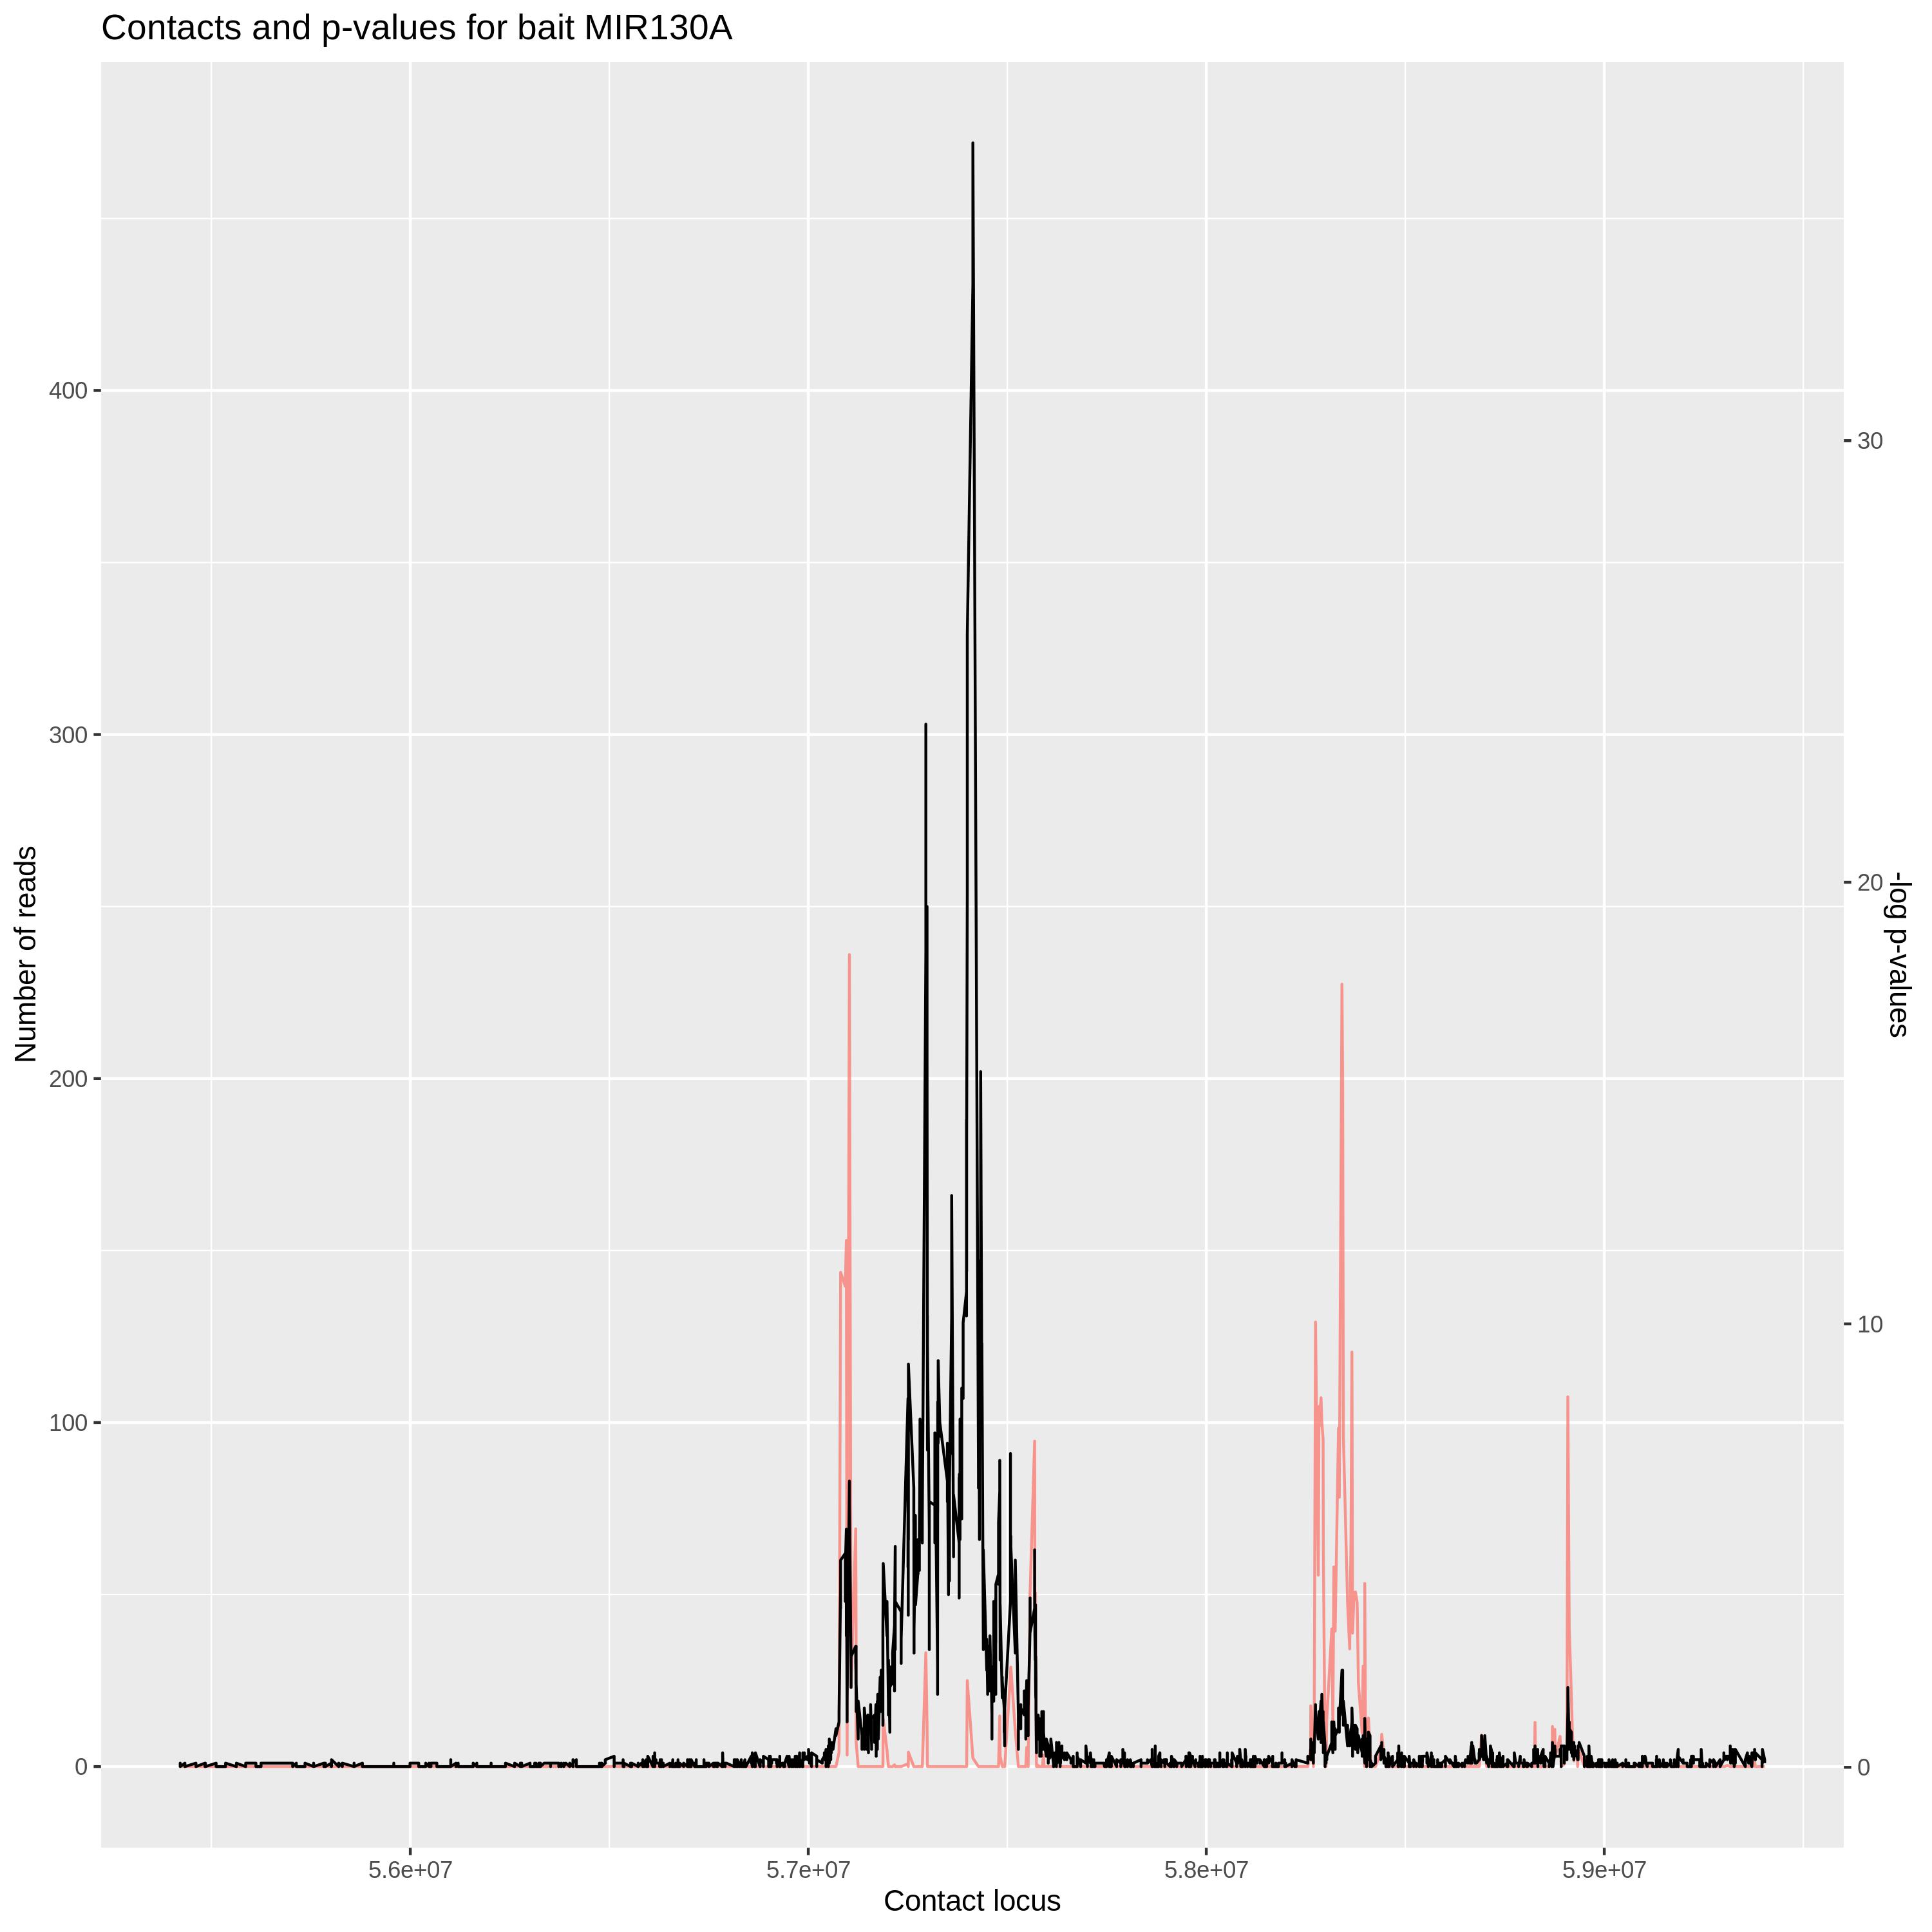 Contacts and p-values for bait MIR130A
400
300
200
100
0
Number of reads
30
20
10
0
-log p-values
5.6e+07
5.7e+07
5.8e+07
5.9e+07
Contact locus